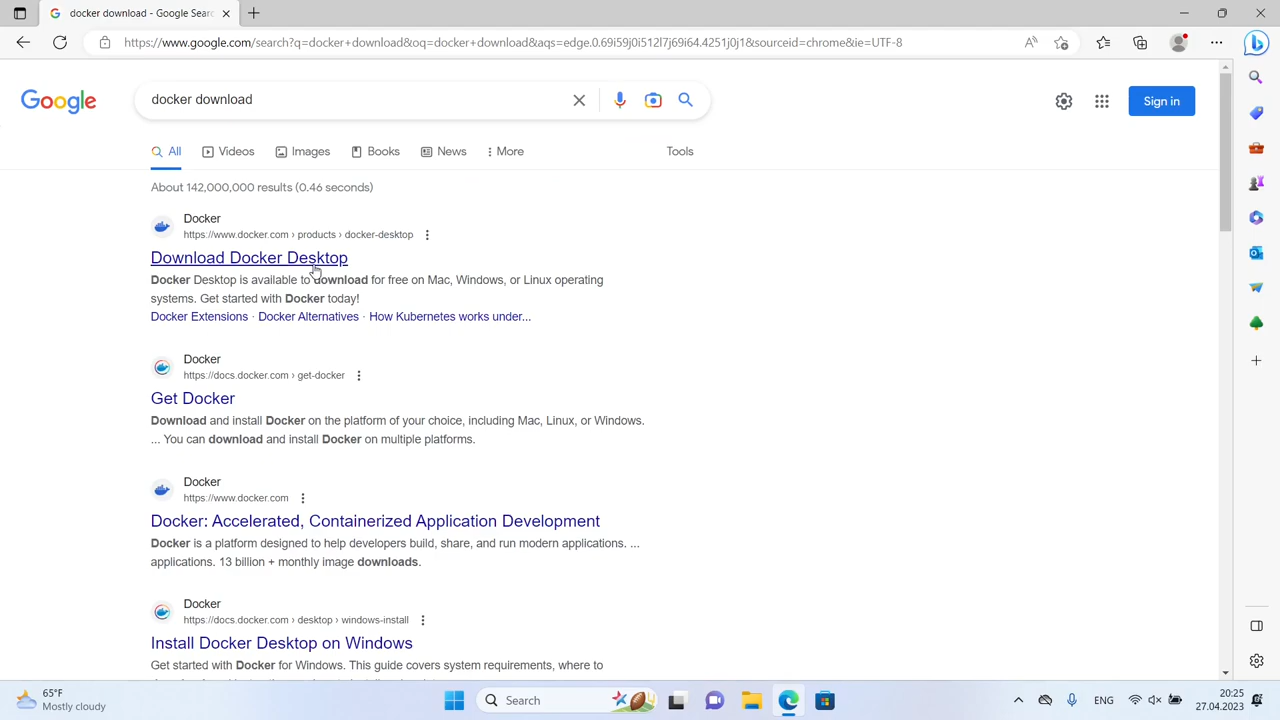 docker download - Google Searc
https://www.google.com/search?q=docker+download&oq=docker+download&aqs=edge.0.69i59j0i512l7j69i64.4251j0j1&sourceid=chrome&ie=UTF-8
Google
docker download
Sign in
All
Videos
Images
Books
News
More
Tools
About 142,000,000 results (0.46 seconds)
Docker
https://www.docker.com › products › docker-desktop
Download Docker Desktop
Docker Desktop is available to download for free on Mac, Windows, or Linux operating
systems. Get started with Docker today!
Docker Extensions · Docker Alternatives · How Kubernetes works under...
Docker
https://docs.docker.com › get-docker
Get Docker
Download and install Docker on the platform of your choice, including Mac, Linux, or Windows.
... You can download and install Docker on multiple platforms.
Docker
https://www.docker.com
Docker: Accelerated, Containerized Application Development
Docker is a platform designed to help developers build, share, and run modern applications. ...
applications. 13 billion + monthly image downloads.
Docker
https://docs.docker.com › desktop › windows-install
Install Docker Desktop on Windows
Get started with Docker for Windows. This guide covers system requirements, where to
65°F
Mostly cloudy
Search
ENG
20:25
27.04.2023